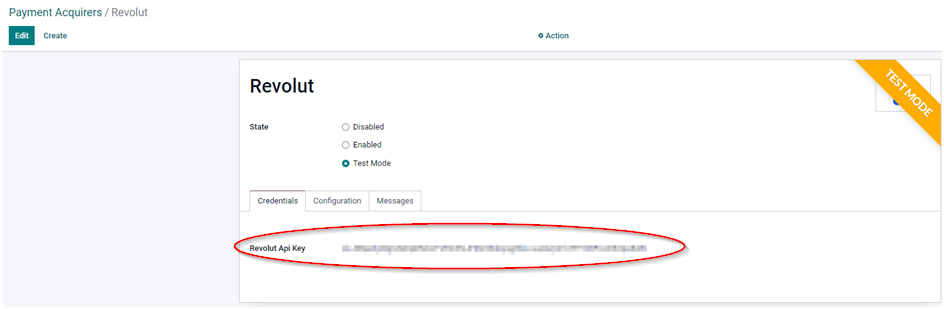 Payment Acquirers / Revolut
Edit Create Action
TEST MODE
Revolut
State Disabled
Enabled
Test Mode
Credentials Configuration Messages
Revolut Api Key